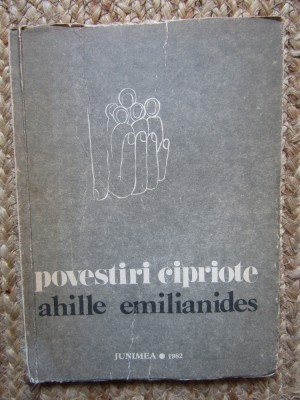 povestiri cipriote
ahille emilianides
JUNIMEA ● 1982